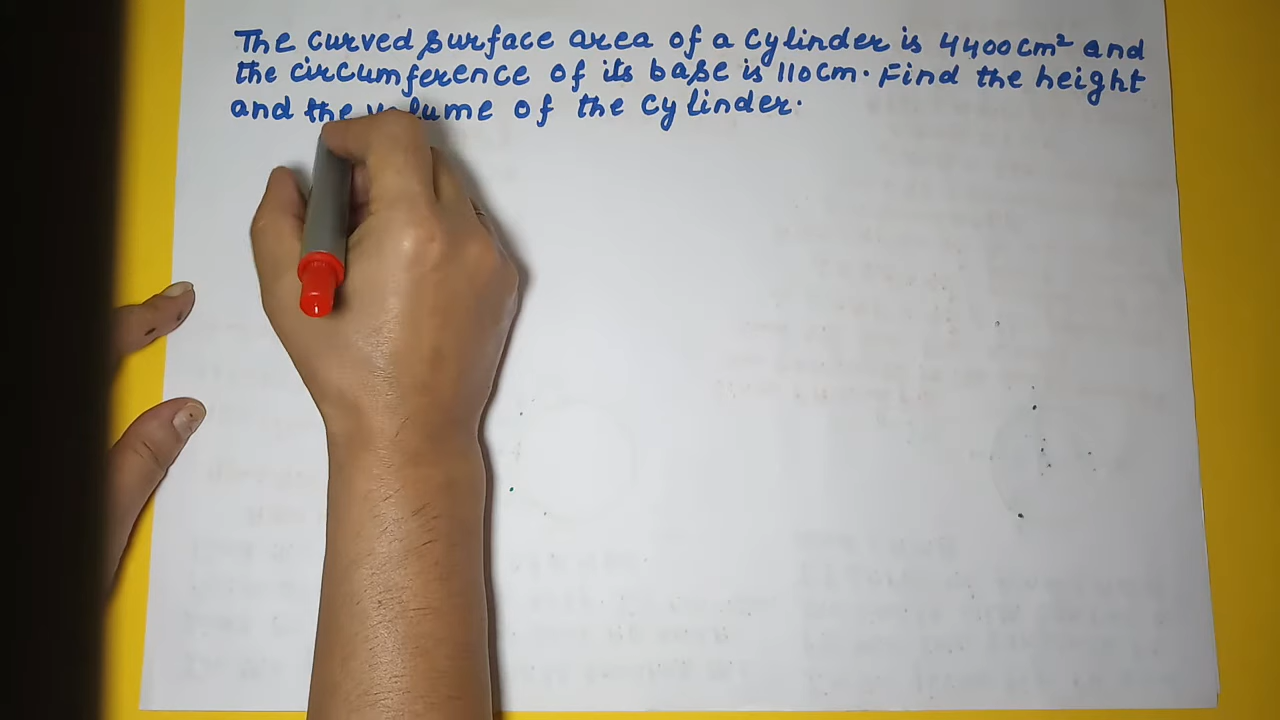 The curved surface area of a cylinder is 4400cm² and
the circumference of its base is 110cm. Find the height
and the volume of the cylinder.